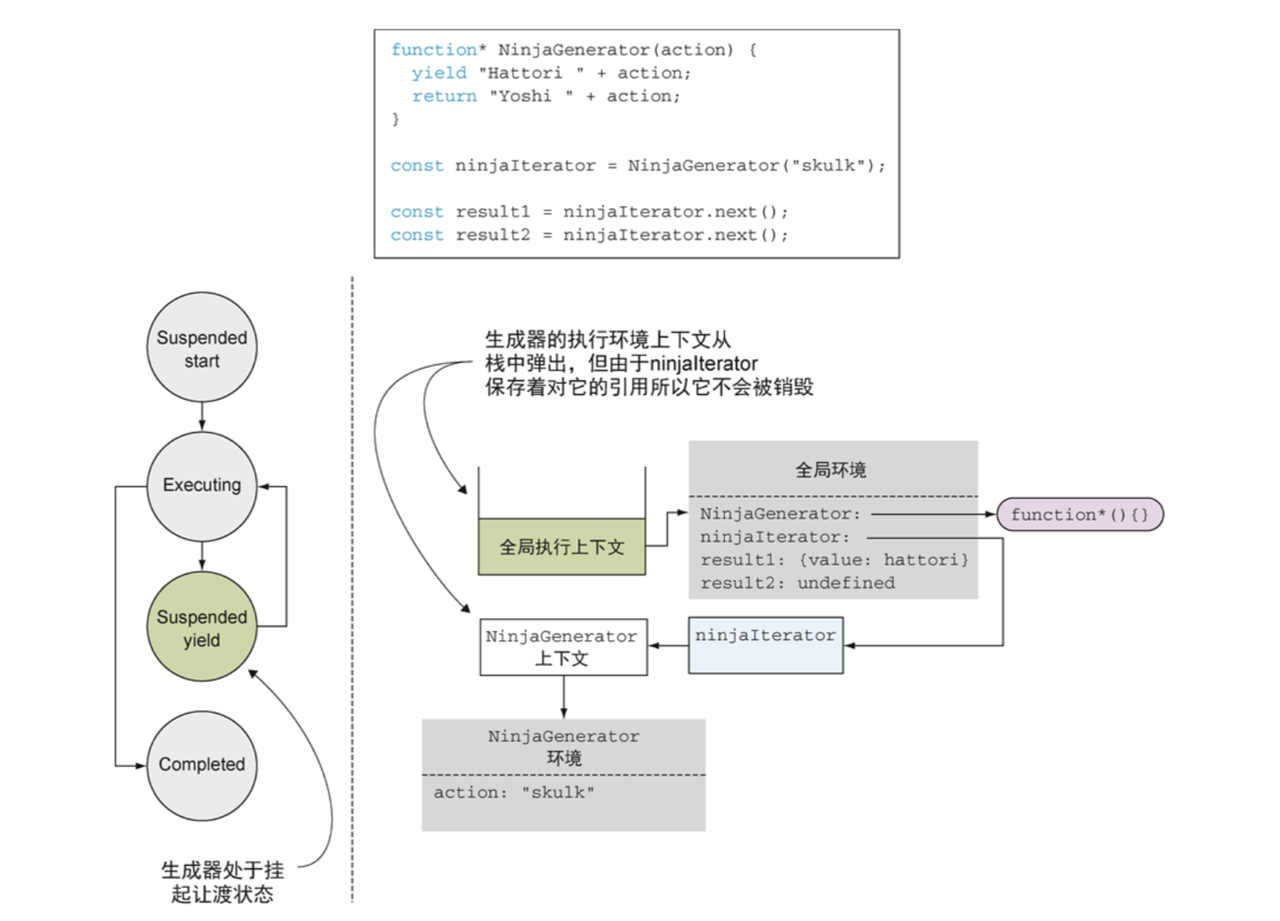 function* NinjaGenerator(action) {
yield "Hattori " + action;
return "Yoshi " + action;
}
const ninjaIterator = NinjaGenerator("skulk");
const result1 = ninjaIterator.next();
const result2 = ninjaIterator.next();
Suspended
start
Executing
Suspended
yield
Completed
生成器处于挂
起让渡状态
生成器的执行环境上下文从
栈中弹出，但由于ninjaIterator
保存着对它的引用所以它不会被销毁
全局执行上下文
全局环境
NinjaGenerator:
ninjaIterator:
result1: {value: hattori}
result2: undefined
function*(){}
NinjaGenerator
上下文
ninjaIterator
NinjaGenerator
环境
action: "skulk"